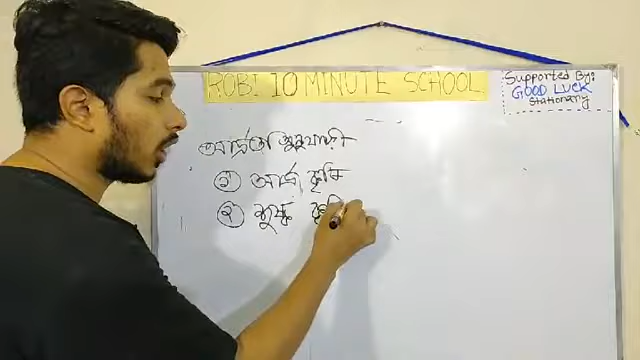 ROBI 10 MINUTE SCHOOL
Supported By:
GOOD LUCK
Stationary
আর্দ্রতা অনুযায়ী
১ আর্দ্র কৃষি
২ শুষ্ক